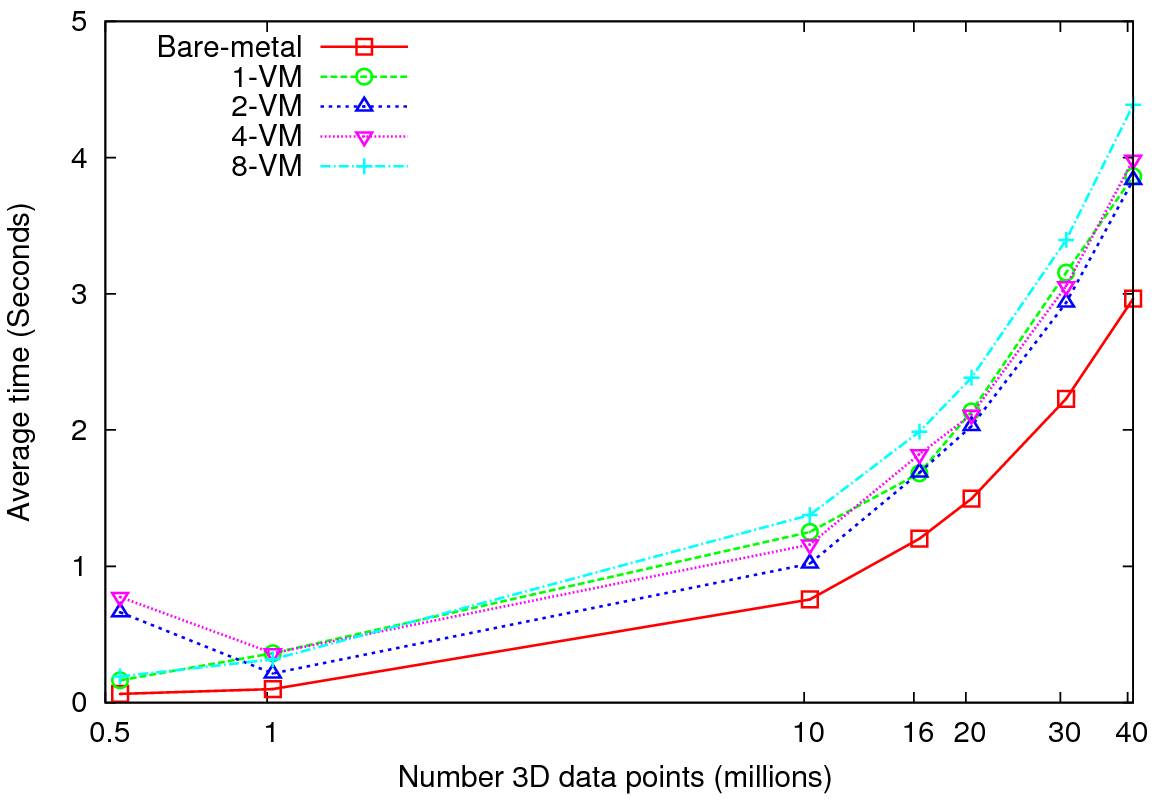 5
4
3
2
1
0
Average time (Seconds)
Bare-metal
1-VM
2-VM
4-VM
8-VM
0.5 1 10 16 20 30 40
Number 3D data points (millions)